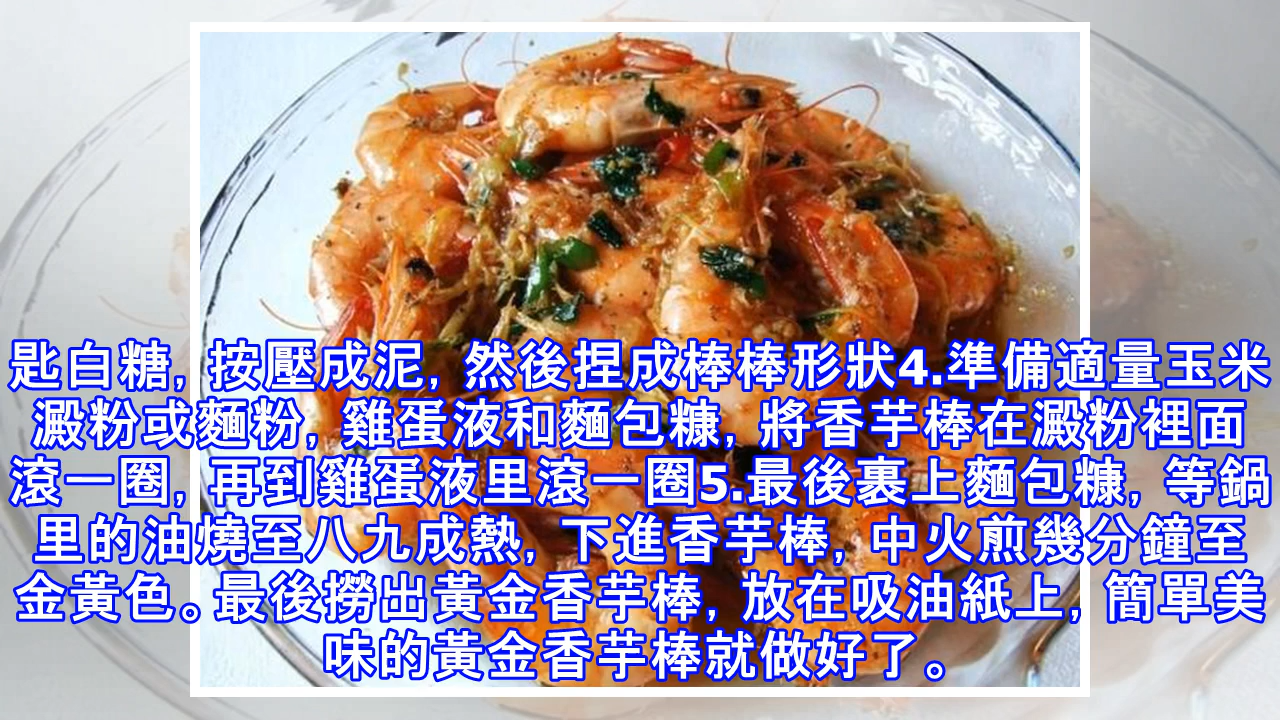 匙白糖, 按壓成泥, 然後捏成棒棒形狀4.準備適量玉米
澱粉或麵粉, 雞蛋液和麵包糠, 將香芋棒在澱粉裡面
滾一圈, 再到雞蛋液里滾一圈5.最後裹上麵包糠, 等鍋
里的油燒至八九成熱, 下進香芋棒, 中火煎幾分鐘至
金黃色。最後撈出黃金香芋棒, 放在吸油紙上, 簡單美
味的黃金香芋棒就做好了。